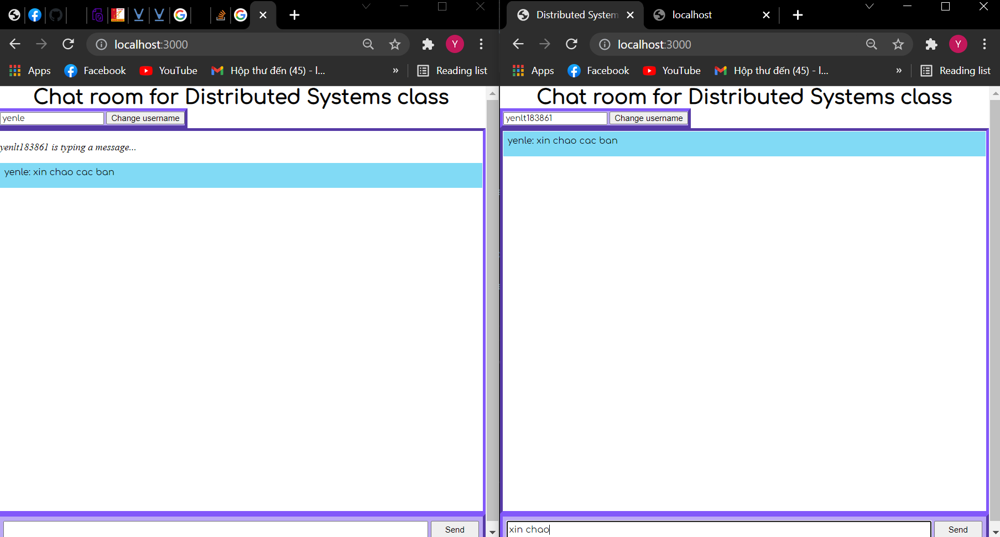 localhost:3000
Apps Facebook YouTube Hộp thư đến (45) - l... » Reading list
Chat room for Distributed Systems class
yenle Change username
yenlt183861 is typing a message...
yenle: xin chao cac ban
Send
Distributed System localhost
localhost:3000 Y
Apps Facebook YouTube Hộp thư đến (45) - l... » Reading list
Chat room for Distributed Systems class
yenlt183861 Change username
yenle: xin chao cac ban
xin chao Send